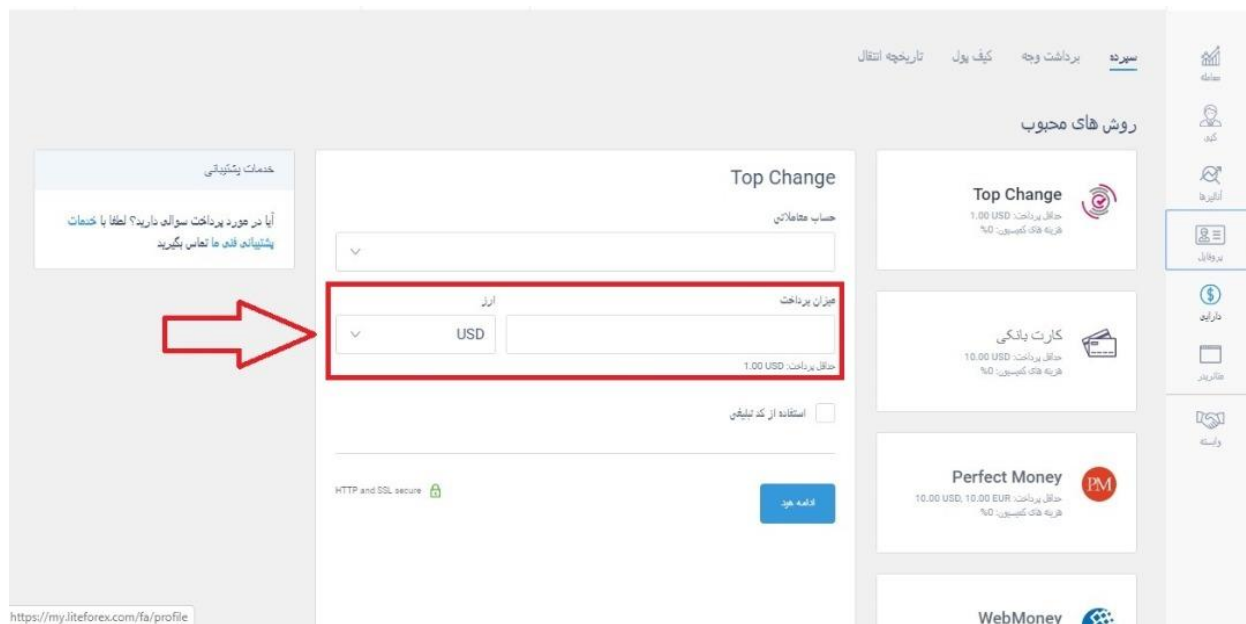 سپرده برداشت وجه کیف پول تاریخچه انتقال
روش های محبوب
Top Change
حداقل پرداخت: 1.00 USD
هزینه های کمیسیون: 0%
کارت بانکی
حداقل پرداخت: 10.00 USD
هزینه های کمیسیون: 0%
Perfect Money
حداقل پرداخت: 10.00 USD, 10.00 EUR
هزینه های کمیسیون: 0%
WebMoney
Top Change
حساب معاملاتی
میزان پرداخت
ارز
USD
حداقل پرداخت: 1.00 USD
استفاده از کد تبلیغی
ادامه هید
HTTP and SSL secure
خدمات پشتیبانی
آیا در مورد پرداخت سوالی دارید؟ لطفا با خدمات
پشتیبانی فنی ما تماس بگیرید
معامله
کپی
آنالیزها
پروفایل
دارایی
متاتریدر
وابسته
https://my.liteforex.com/fa/profile